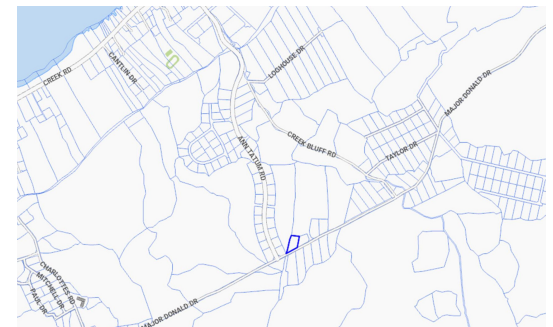 LOGHOUSE DR
CANTLIN DR
CREEK RD
MAJOR DONALD DR
CREEK BLUFF RD
TAYLOR DR
ANN TATUM RD
CHARLOTTES RD
MITCHELL DR
PAUL DR
MAJOR DONALD DR